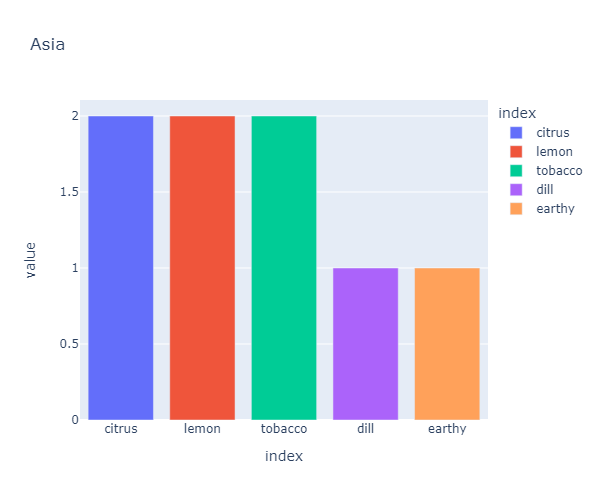 Asia
index
citrus
lemon
tobacco
dill
earthy
value
2
1.5
1
0.5
0
citrus lemon tobacco dill earthy
index